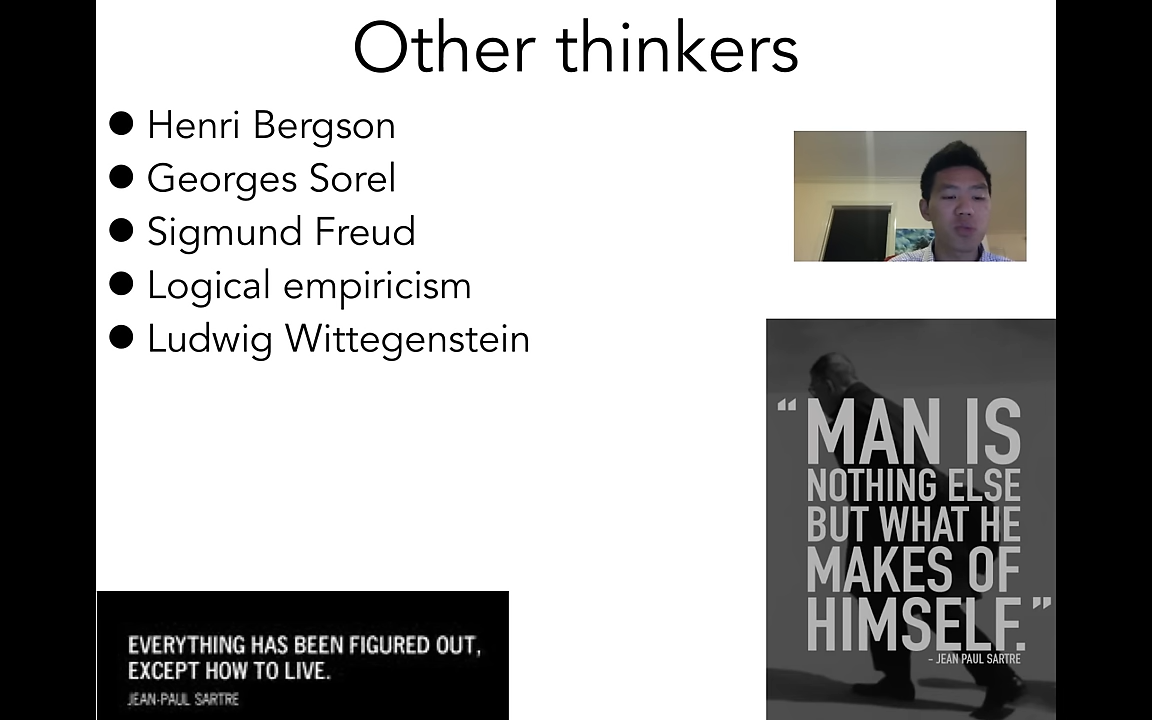 Other thinkers
● Henri Bergson
● Georges Sorel
● Sigmund Freud
● Logical empiricism
● Ludwig Wittegenstein
“MAN IS
NOTHING ELSE
BUT WHAT HE
MAKES OF
HIMSELF.”
– JEAN PAUL SARTRE
EVERYTHING HAS BEEN FIGURED OUT,
EXCEPT HOW TO LIVE.
JEAN-PAUL SARTRE